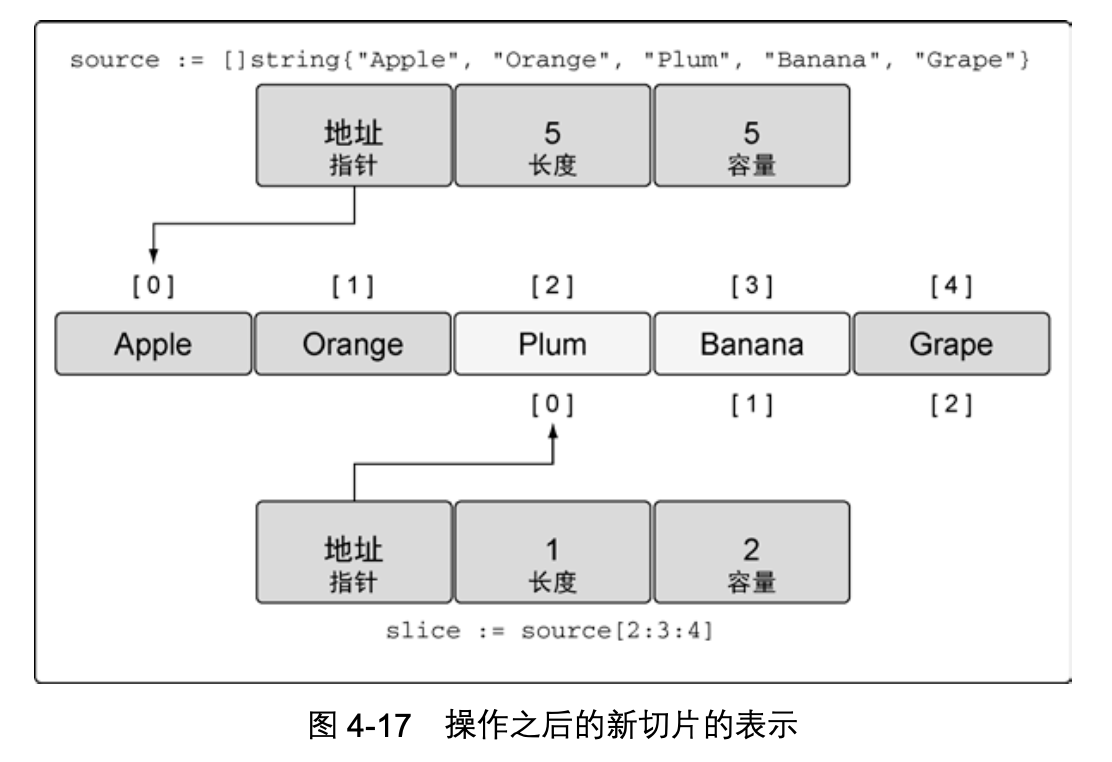 source := []string{"Apple", "Orange", "Plum", "Banana", "Grape"}
地址 5 5
指针 长度 容量
[0] [1] [2] [3] [4]
Apple Orange Plum Banana Grape
[0] [1] [2]
地址 1 2
指针 长度 容量
slice := source[2:3:4]
图 4-17 操作之后的新切片的表示